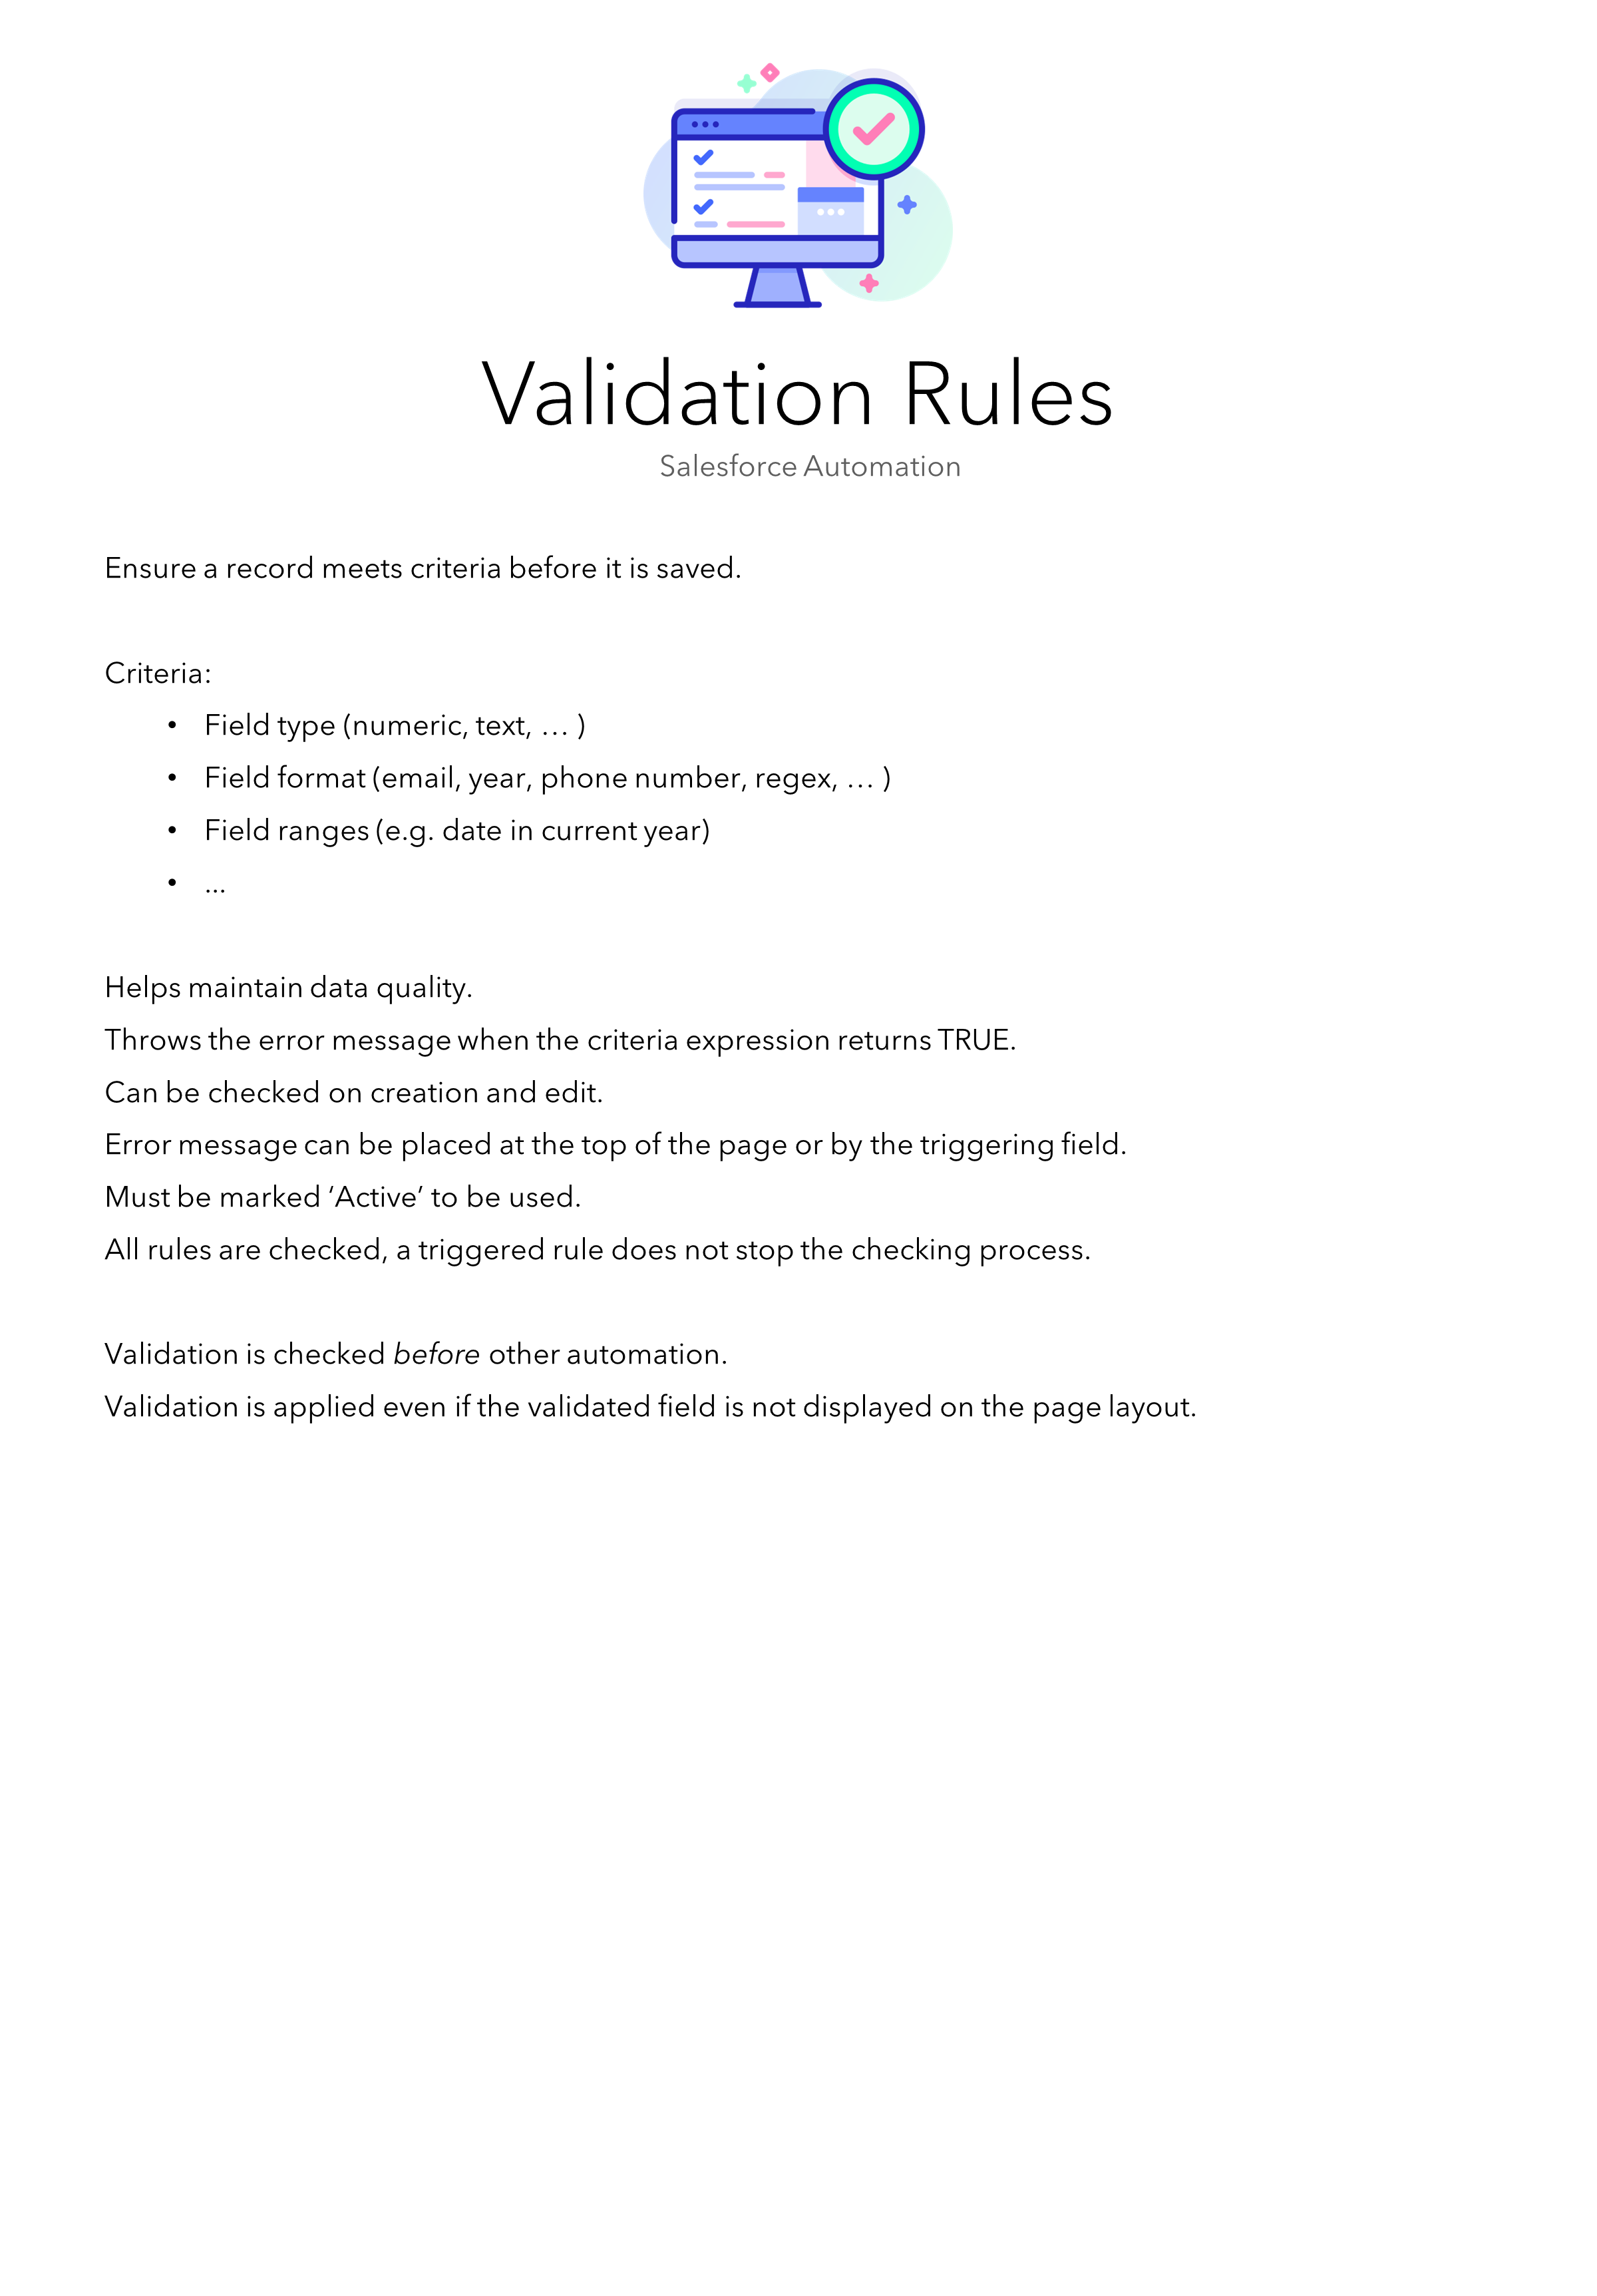 Validation Rules
Salesforce Automation
Ensure a record meets criteria before it is saved.
Criteria:
• Field type (numeric, text, … )
• Field format (email, year, phone number, regex, … )
• Field ranges (e.g. date in current year)
• ...
Helps maintain data quality.
Throws the error message when the criteria expression returns TRUE.
Can be checked on creation and edit.
Error message can be placed at the top of the page or by the triggering field.
Must be marked ‘Active’ to be used.
All rules are checked, a triggered rule does not stop the checking process.
Validation is checked before other automation.
Validation is applied even if the validated field is not displayed on the page layout.